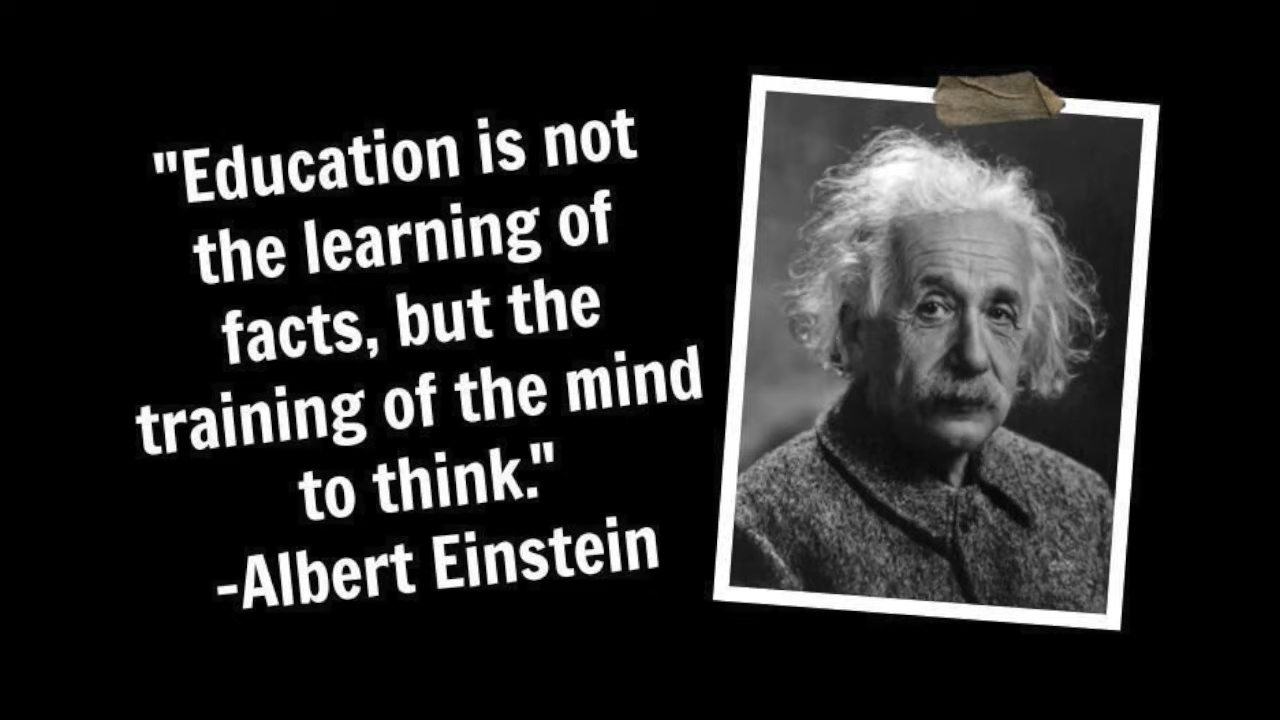 "Education is not
the learning of
facts, but the
training of the mind
to think."
-Albert Einstein